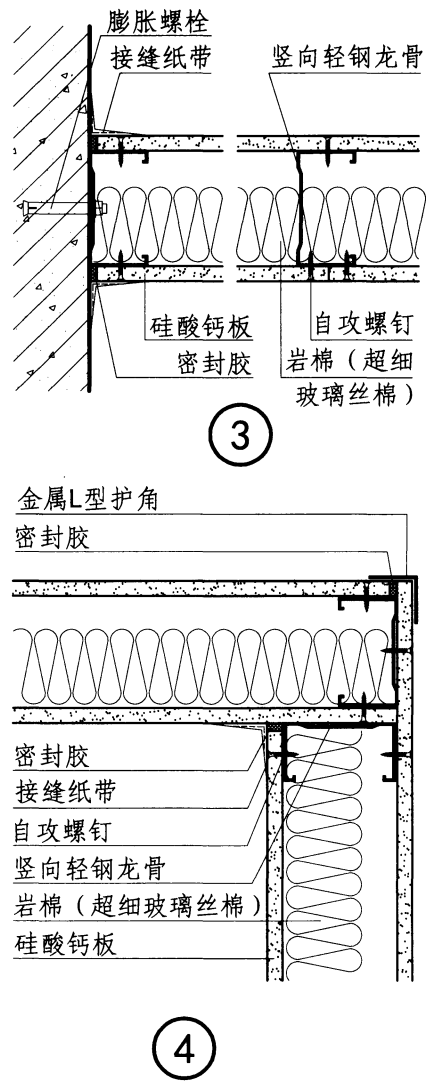 膨胀螺栓
接缝纸带
竖向轻钢龙骨
硅酸钙板
密封胶
自攻螺钉
岩棉（超细
玻璃丝棉）
3
金属L型护角
密封胶
密封胶
接缝纸带
自攻螺钉
竖向轻钢龙骨
岩棉（超细玻璃丝棉）
硅酸钙板
4